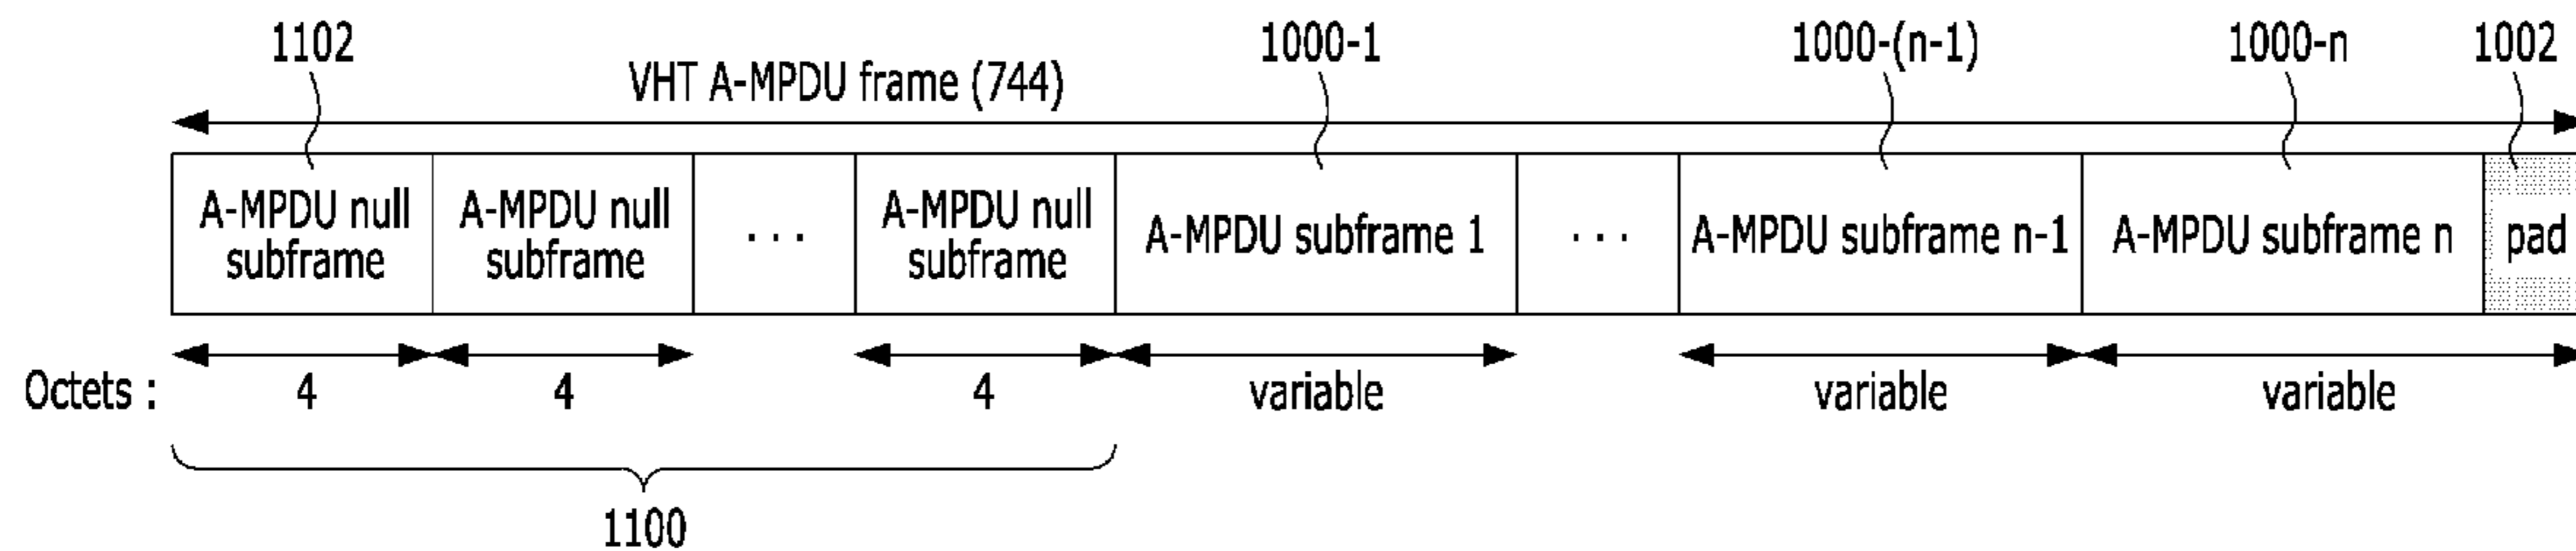 1102
1000-1
1000-(n-1)
1000-n
1002
VHT A-MPDU frame (744)
A-MPDU null
subframe
A-MPDU null
subframe
...
A-MPDU null
subframe
A-MPDU subframe 1
...
A-MPDU subframe n-1
A-MPDU subframe n
pad
Octets :
4
4
4
variable
variable
variable
1100